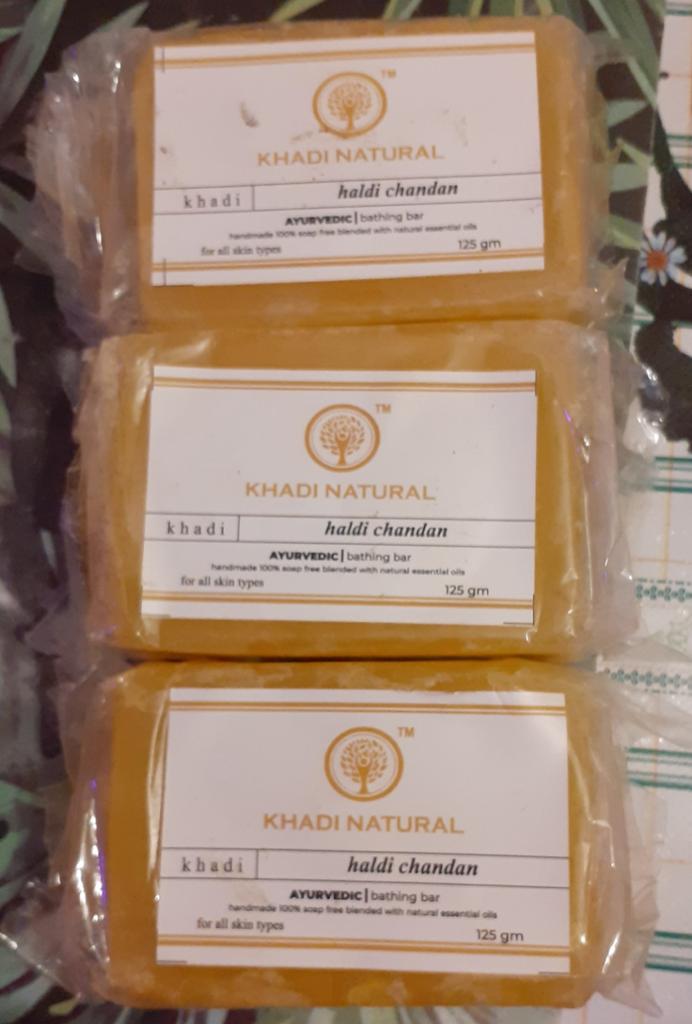 TM
KHADI NATURAL
khadi | haldi chandan
AYURVEDIC | bathing bar
handmade 100% soap free blended with natural essential oils
for all skin types 125 gm
TM
KHADI NATURAL
khadi | haldi chandan
AYURVEDIC | bathing bar
handmade 100% soap free blended with natural essential oils
for all skin types 125 gm
TM
KHADI NATURAL
khadi | haldi chandan
AYURVEDIC | bathing bar
handmade 100% soap free blended with natural essential oils
for all skin types 125 gm